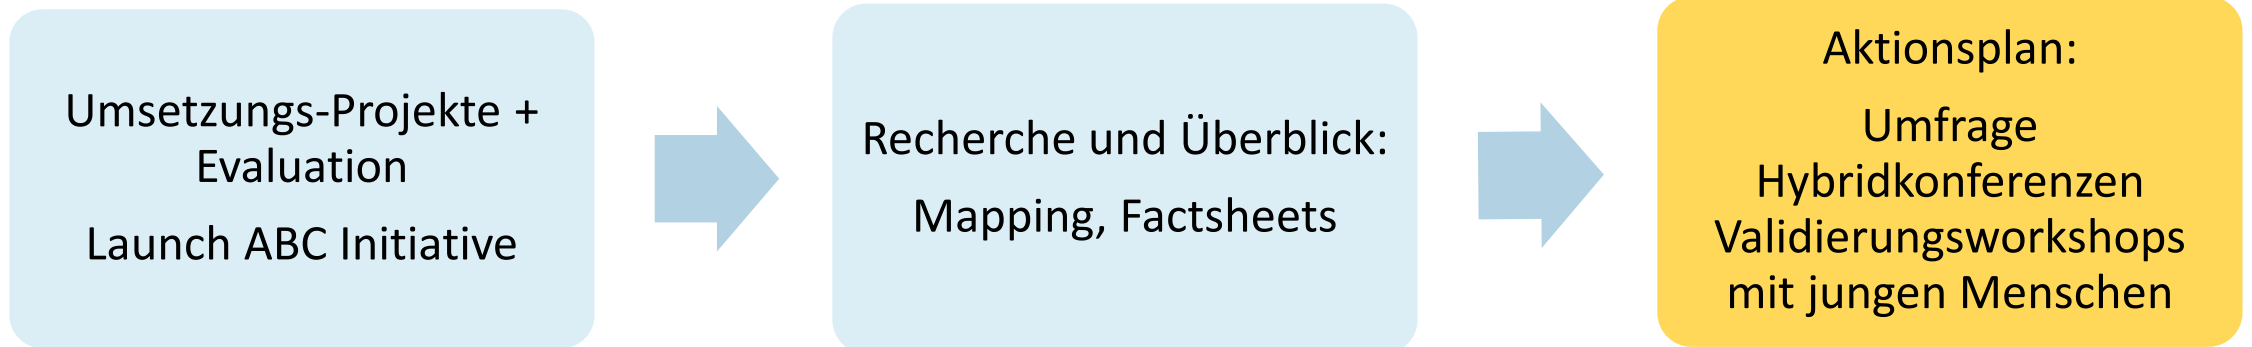 Umsetzungs-Projekte +
Evaluation
Launch ABC Initiative
Recherche und Überblick:
Mapping, Factsheets
Aktionsplan:
Umfrage
Hybridkonferenzen
Validierungsworkshops
mit jungen Menschen